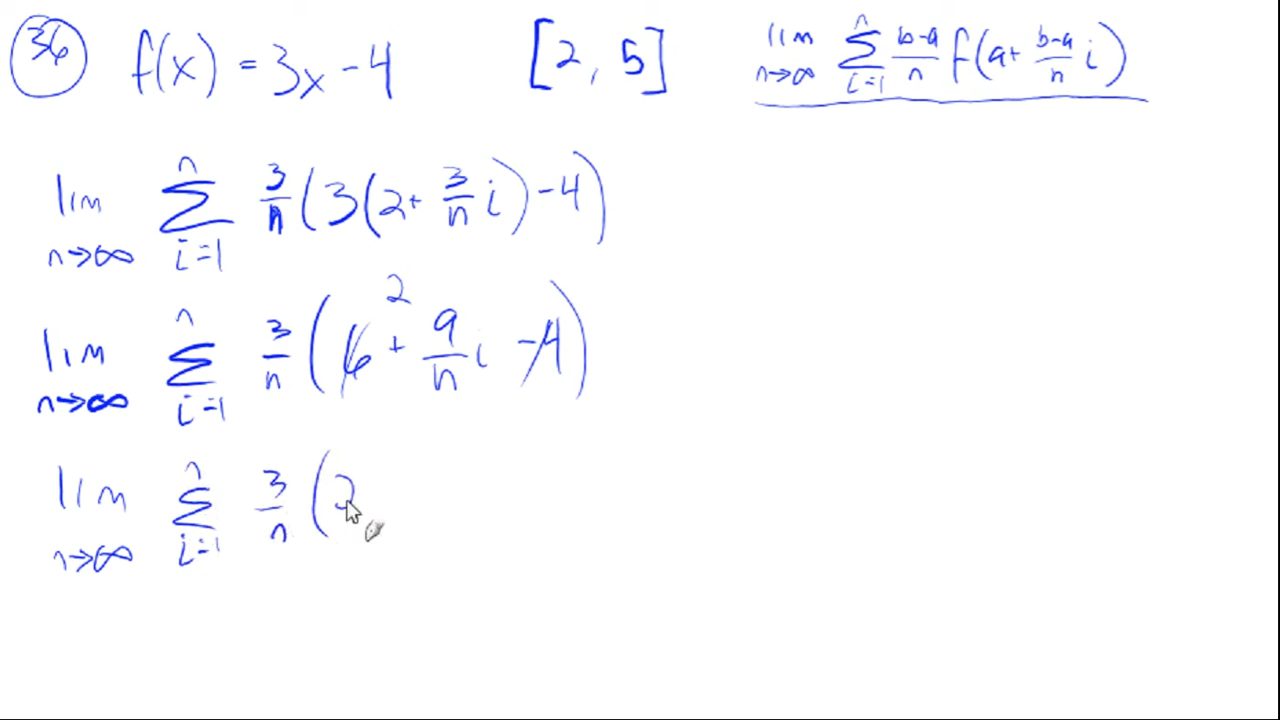 36 f(x) = 3x - 4 [2, 5] lim n→∞ n Σ i=1 b-a/n f(a+ b-a/n i)
lim n→∞ n Σ i=1 3/n (3(2+ 3/n i) - 4)
2
lim n→∞ n Σ i=1 3/n (6 + 9/n i - 4)
lim n→∞ n Σ i=1 3/n (2